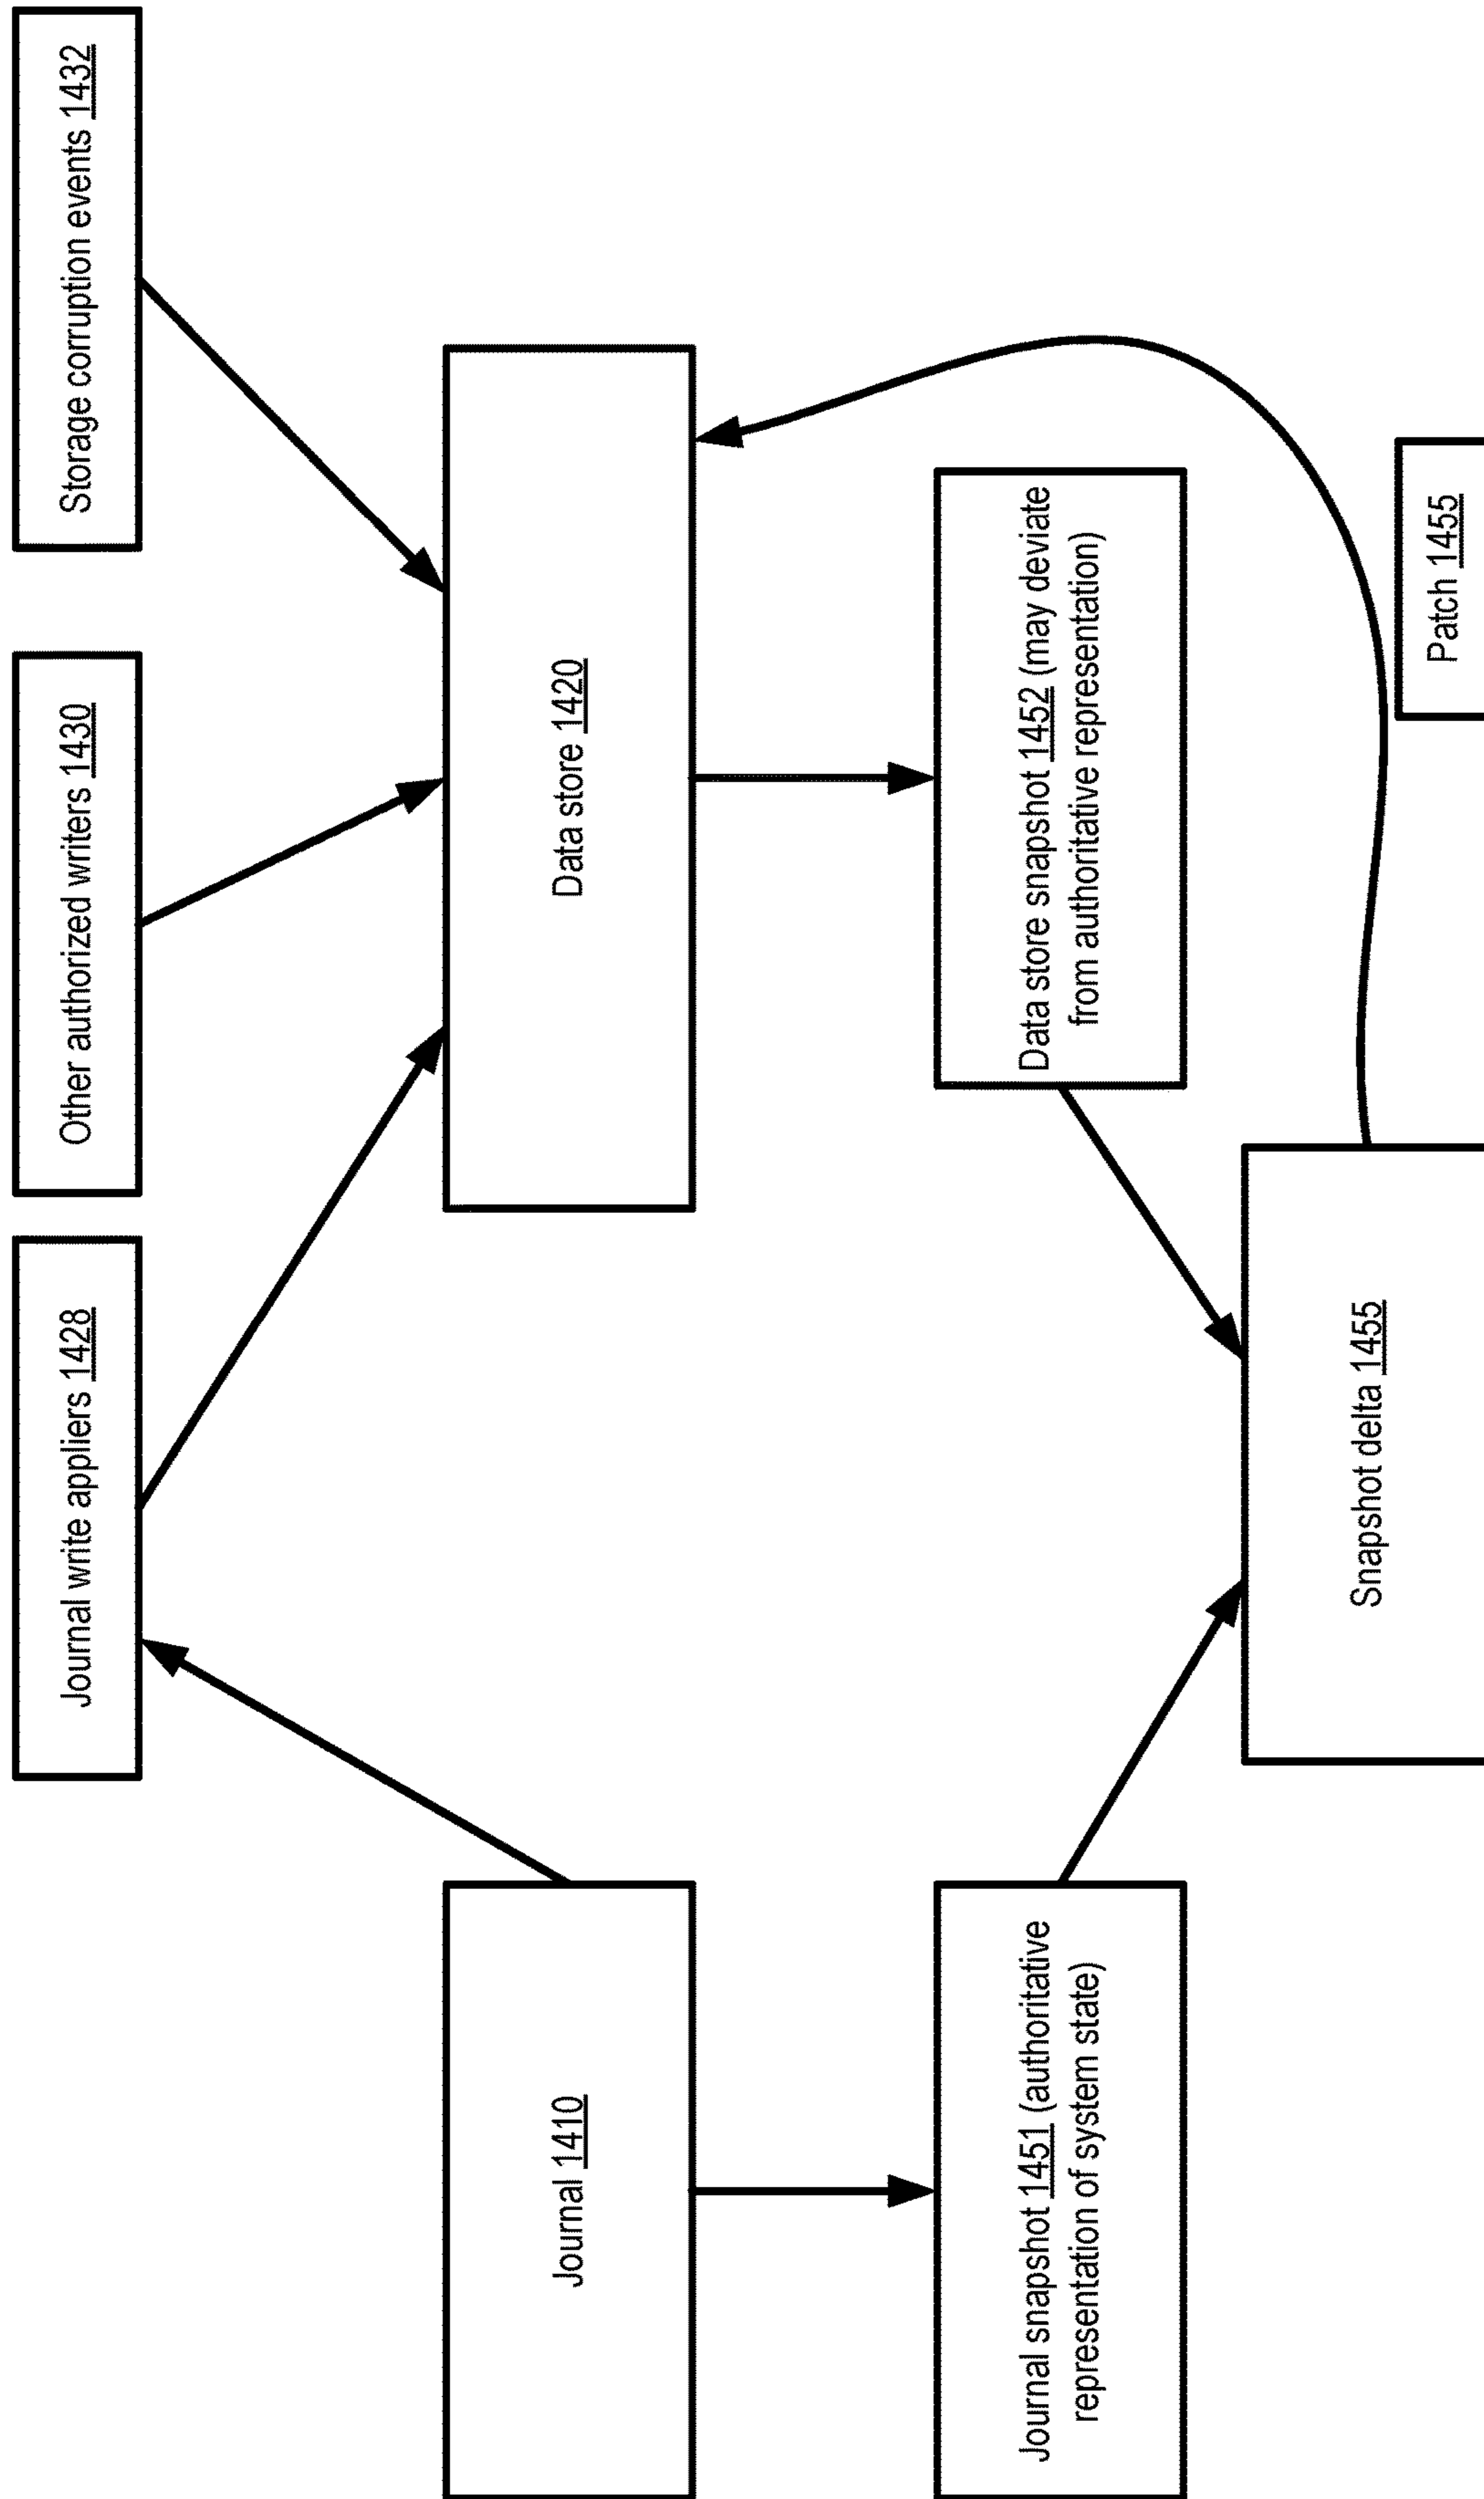 Journal write appliers 1428
Other authorized writers 1430
Storage corruption events 1432
Journal 1410
Data store 1420
Journal snapshot 1451 (authoritative
representation of system state)
Data store snapshot 1452 (may deviate
from authoritative representation)
Snapshot delta 1455
Patch 1455